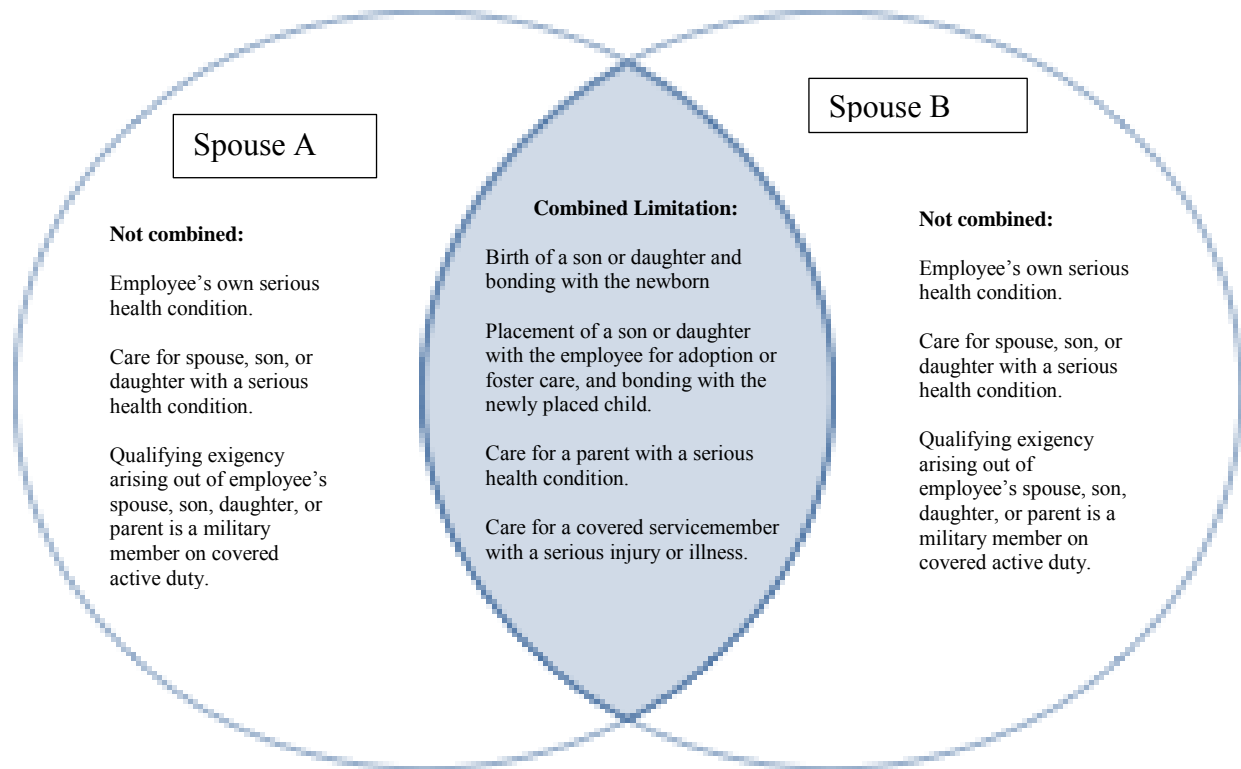 Spouse A
Not combined:
Employee’s own serious
health condition.
Care for spouse, son, or
daughter with a serious
health condition.
Qualifying exigency
arising out of employee’s
spouse, son, daughter, or
parent is a military
member on covered
active duty.
Combined Limitation:
Birth of a son or daughter and
bonding with the newborn
Placement of a son or daughter
with the employee for adoption or
foster care, and bonding with the
newly placed child.
Care for a parent with a serious
health condition.
Care for a covered servicemember
with a serious injury or illness.
Spouse B
Not combined:
Employee’s own serious
health condition.
Care for spouse, son, or
daughter with a serious
health condition.
Qualifying exigency
arising out of
employee’s spouse, son,
daughter, or parent is a
military member on
covered active duty.